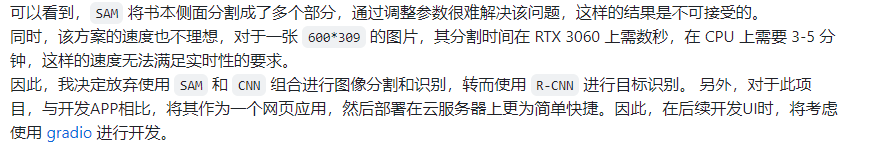 可以看到，SAM 将书本侧面分割成了多个部分，通过调整参数很难解决该问题，这样的结果是不可接受的。
同时，该方案的速度也不理想，对于一张 600*309 的图片，其分割时间在 RTX 3060 上需数秒，在 CPU 上需要 3-5 分
钟，这样的速度无法满足实时性的要求。
因此，我决定放弃使用 SAM 和 CNN 组合进行图像分割和识别，转而使用 R-CNN 进行目标识别。 另外，对于此项
目，与开发APP相比，将其作为一个网页应用，然后部署在云服务器上更为简单快捷。因此，在后续开发UI时，将考虑
使用 gradio 进行开发。